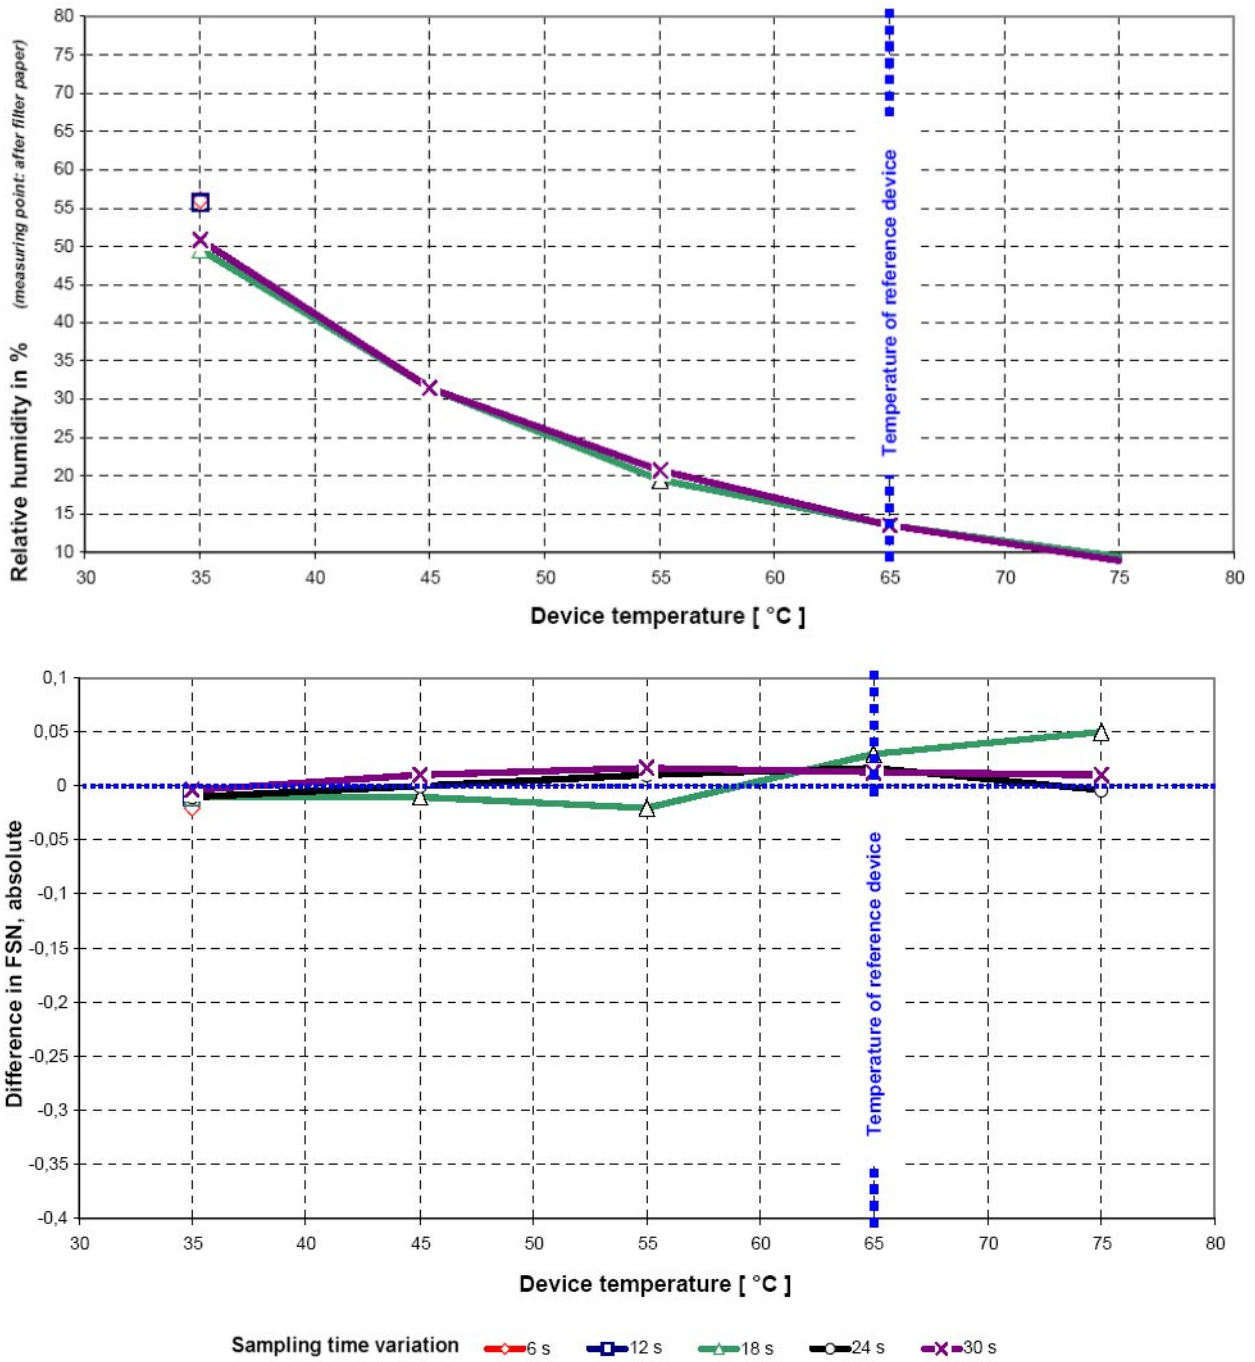 80
75
70
65
60
55
50
45
40
35
30
25
20
15
10
Relative humidity in % (measuring point: after filter paper)
Temperature of reference device
30 35 40 45 50 55 60 65 70 75 80
Device temperature [ °C ]
0,1
0,05
0
-0,05
-0,1
-0,15
-0,2
-0,25
-0,3
-0,35
-0,4
Difference in FSN, absolute
Temperature of reference device
30 35 40 45 50 55 60 65 70 75 80
Device temperature [ °C ]
Sampling time variation 6 s 12 s 18 s 24 s 30 s